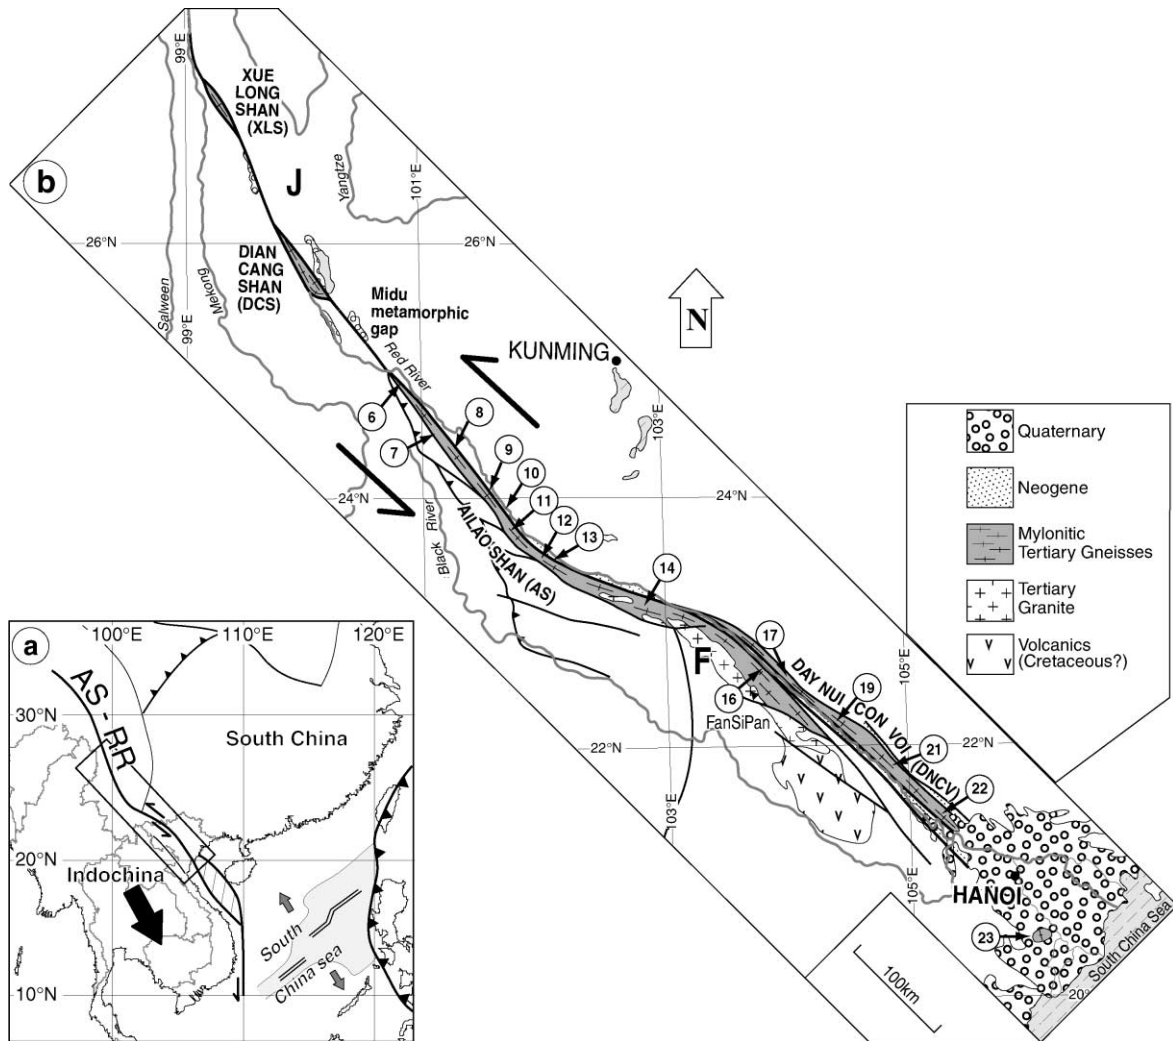 b
99°E
XUE
LONG
SHAN
(XLS)
J
Yangtze
101°E
26°N
26°N
DIAN
CANG
SHAN
(DCS)
Salween
Mekong
99°E
Midu
metamorphic
gap
Red River
N
KUNMING
103°E
6
7
8
9
10
11
12
13
14
24°N
24°N
AILAO SHAN (AS)
Black River
F
16
17
FanSiPan
DAY NUI (CON VOI) (DNCV)
19
21
22
105°E
22°N
22°N
103°E
105°E
HANOI
23
100km
South China Sea
20°
Quaternary
Neogene
Mylonitic
Tertiary Gneisses
Tertiary
Granite
Volcanics
(Cretaceous?)
a
100°E
110°E
120°E
AS - RR
30°N
South China
20°N
Indochina
South
China sea
10°N